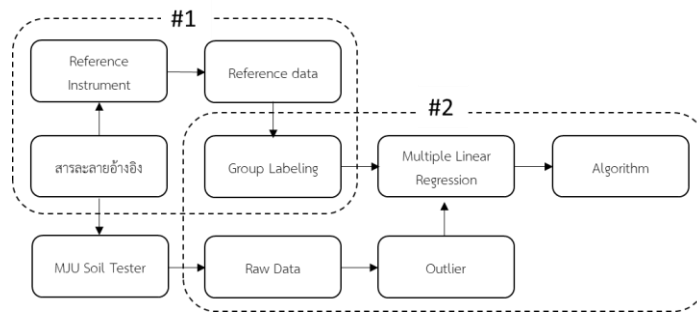 #1
Reference
Instrument
Reference data
#2
สารละลายอ้างอิง
Group Labeling
Multiple Linear
Regression
Algorithm
MJU Soil Tester
Raw Data
Outlier